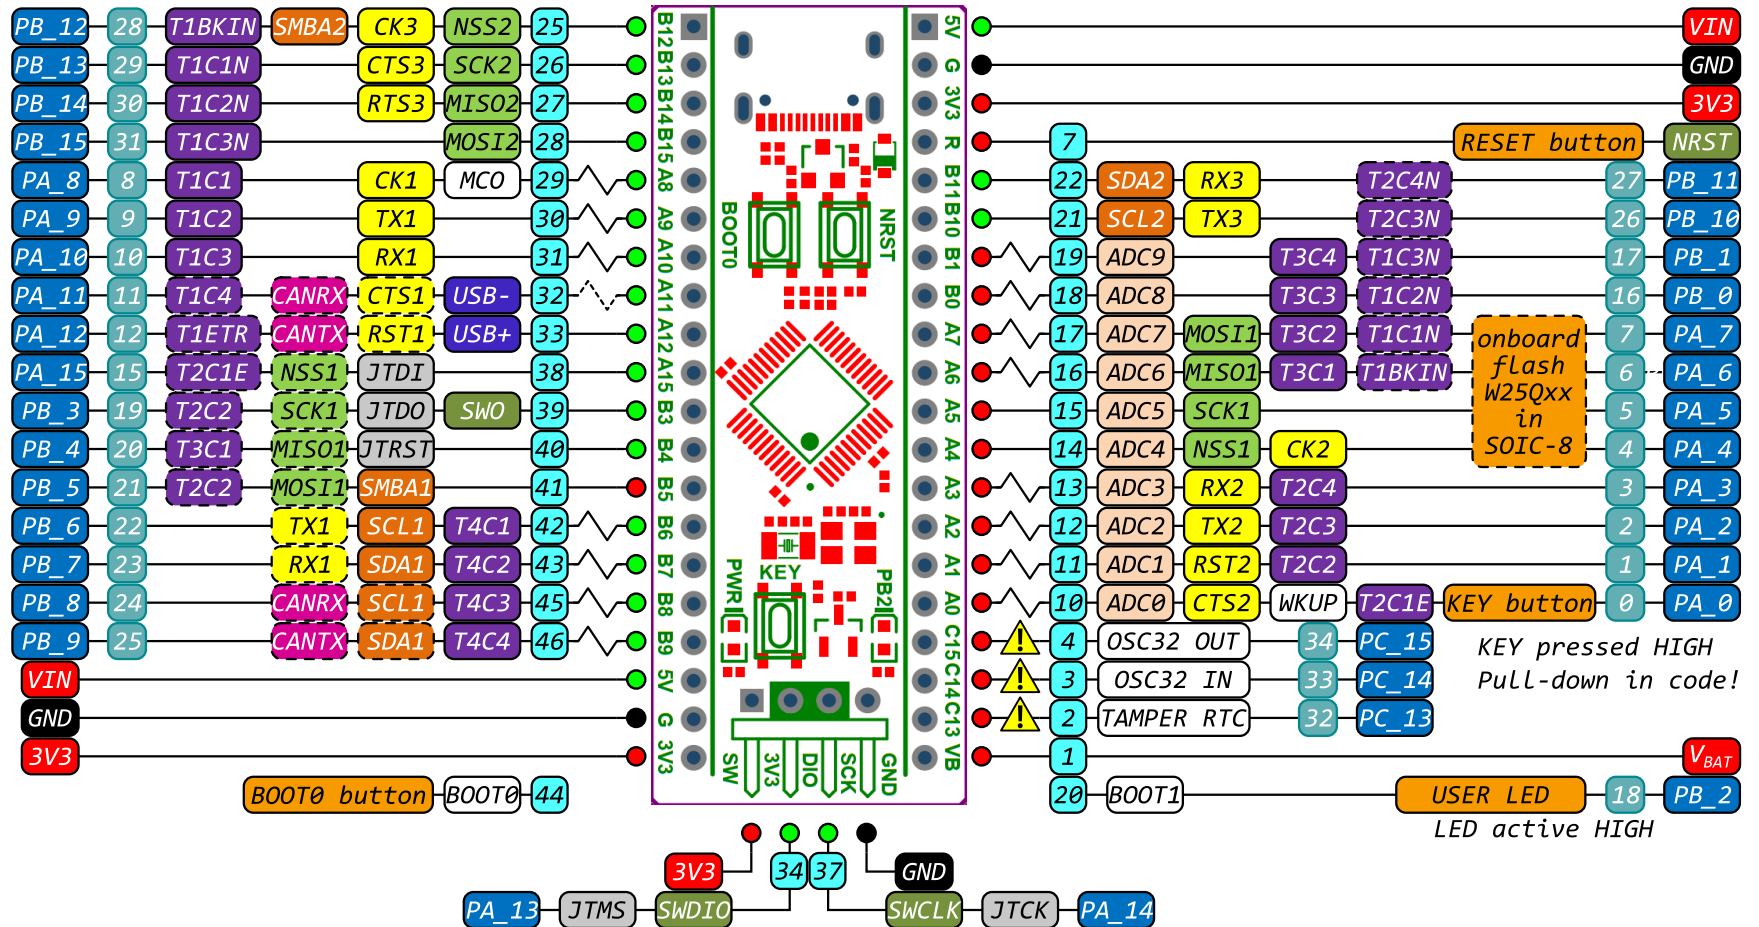 PB_12 28 T1BKIN SMBA2 CK3 NSS2 25 B12 5V VIN
PB_13 29 T1C1N CTS3 SCK2 26 B13 G GND
PB_14 30 T1C2N RTS3 MISO2 27 B14 3V3 3V3
PB_15 31 T1C3N MOSI2 28 B15 R 7 RESET button NRST
PA_8 8 T1C1 CK1 MCO 29 A8 B11 22 SDA2 RX3 T2C4N 27 PB_11
PA_9 9 T1C2 TX1 30 A9 BOOT0 NRST B10 21 SCL2 TX3 T2C3N 26 PB_10
PA_10 10 T1C3 RX1 31 A10 B1 19 ADC9 T3C4 T1C3N 17 PB_1
PA_11 11 T1C4 CANRX CTS1 USB- 32 A11 B0 18 ADC8 T3C3 T1C2N 16 PB_0
PA_12 12 T1ETR CANTX RST1 USB+ 33 A12 A7 17 ADC7 MOSI1 T3C2 T1C1N onboard 7 PA_7
PA_15 15 T2C1E NSS1 JTDI 38 A15 A6 16 ADC6 MISO1 T3C1 T1BKIN flash 6 PA_6
W25Qxx
PB_3 19 T2C2 SCK1 JTDO SWO 39 B3 A5 15 ADC5 SCK1 in 5 PA_5
PB_4 20 T3C1 MISO1 JTRST 40 B4 A4 14 ADC4 NSS1 CK2 SOIC-8 4 PA_4
PB_5 21 T2C2 MOSI1 SMBA1 41 B5 A3 13 ADC3 RX2 T2C4 3 PA_3
PB_6 22 TX1 SCL1 T4C1 42 B6 A2 12 ADC2 TX2 T2C3 2 PA_2
PB_7 23 RX1 SDA1 T4C2 43 B7 PWR KEY PB2 A1 11 ADC1 RST2 T2C2 1 PA_1
PB_8 24 CANRX SCL1 T4C3 45 B8 A0 10 ADC0 CTS2 WKUP T2C1E KEY button 0 PA_0
PB_9 25 CANTX SDA1 T4C4 46 B9 C15 4 OSC32 OUT 34 PC_15 KEY pressed HIGH
VIN 5V C14 3 OSC32 IN 33 PC_14 Pull-down in code!
GND G C13 2 TAMPER RTC 32 PC_13
3V3 3V3 SW 3V3 DIO SCK GND VB 1 VBAT
BOOT0 button BOOT0 44 20 BOOT1 USER LED 18 PB_2
LED active HIGH
3V3 34 37 GND
PA_13 JTMS SWDIO SWCLK JTCK PA_14